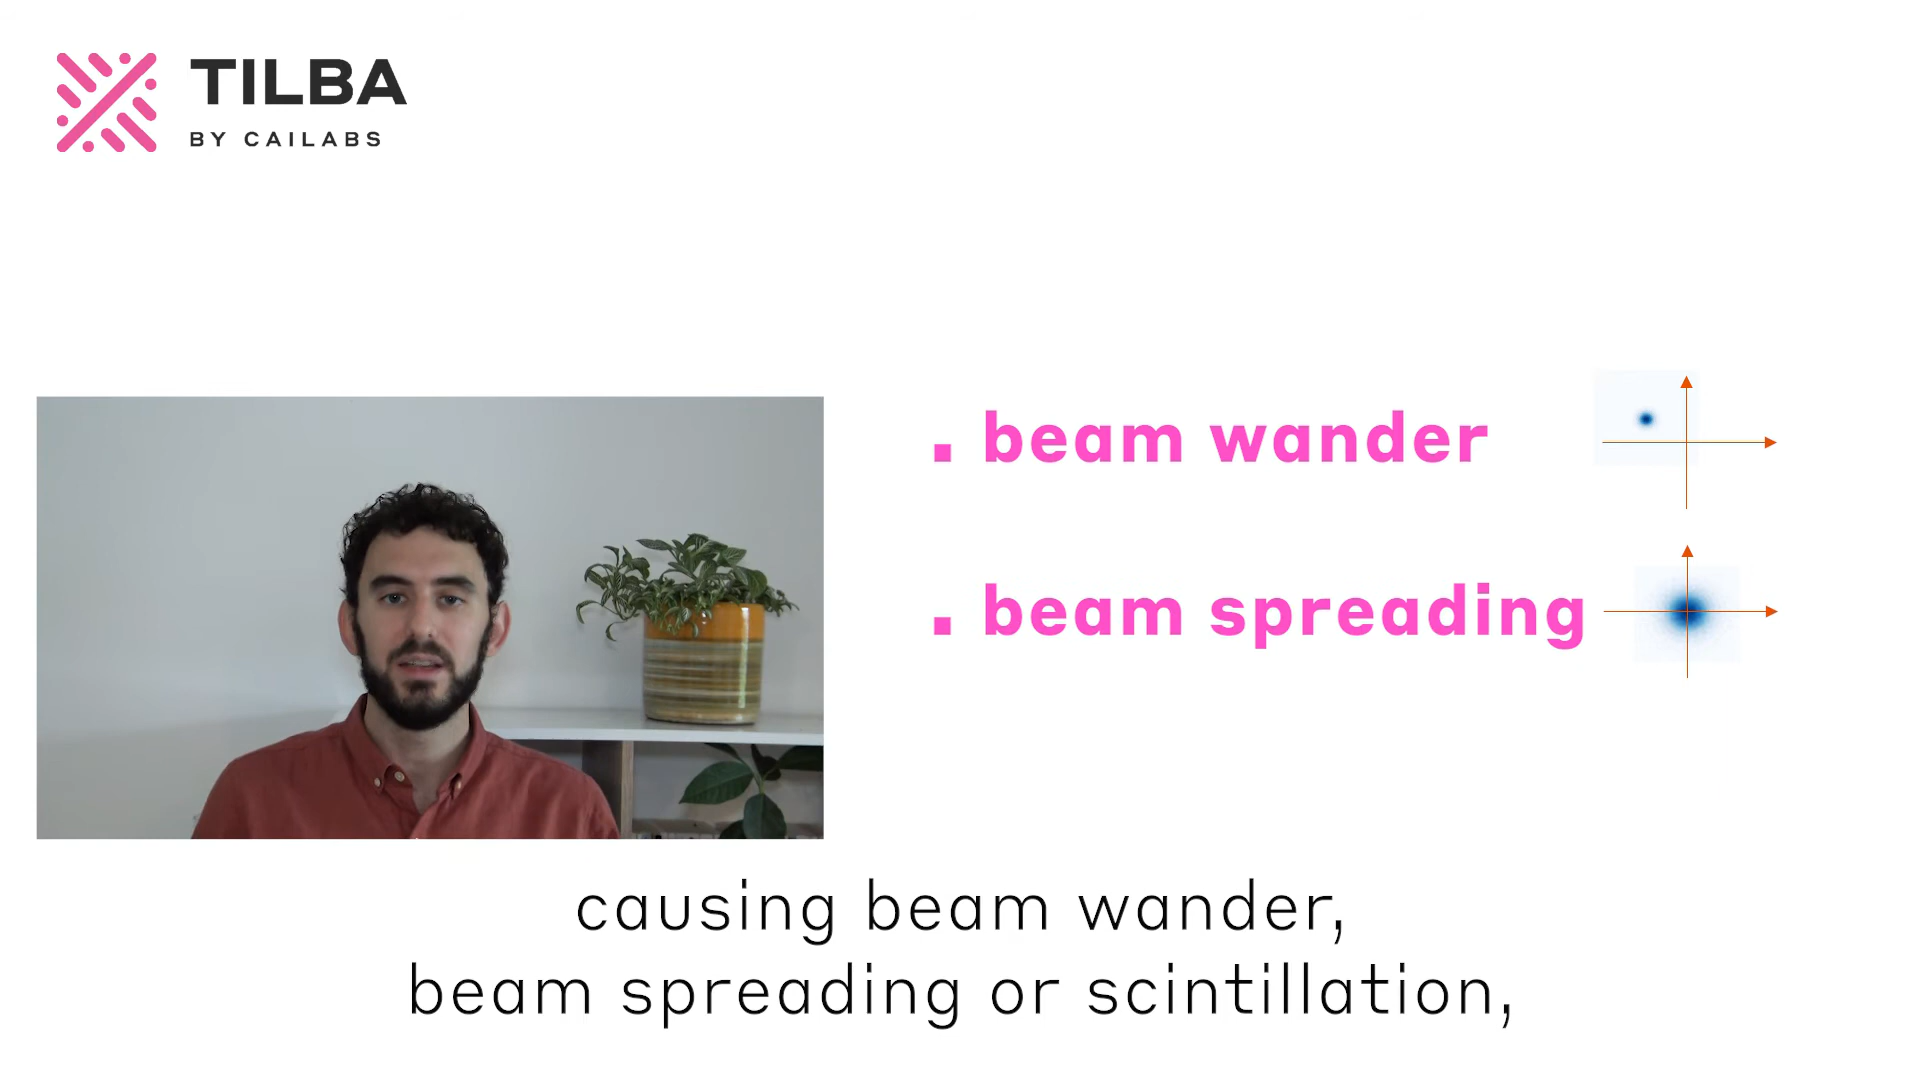 TILBA
BY CAILABS
. beam wander
. beam spreading
causing beam wander,
beam spreading or scintillation,